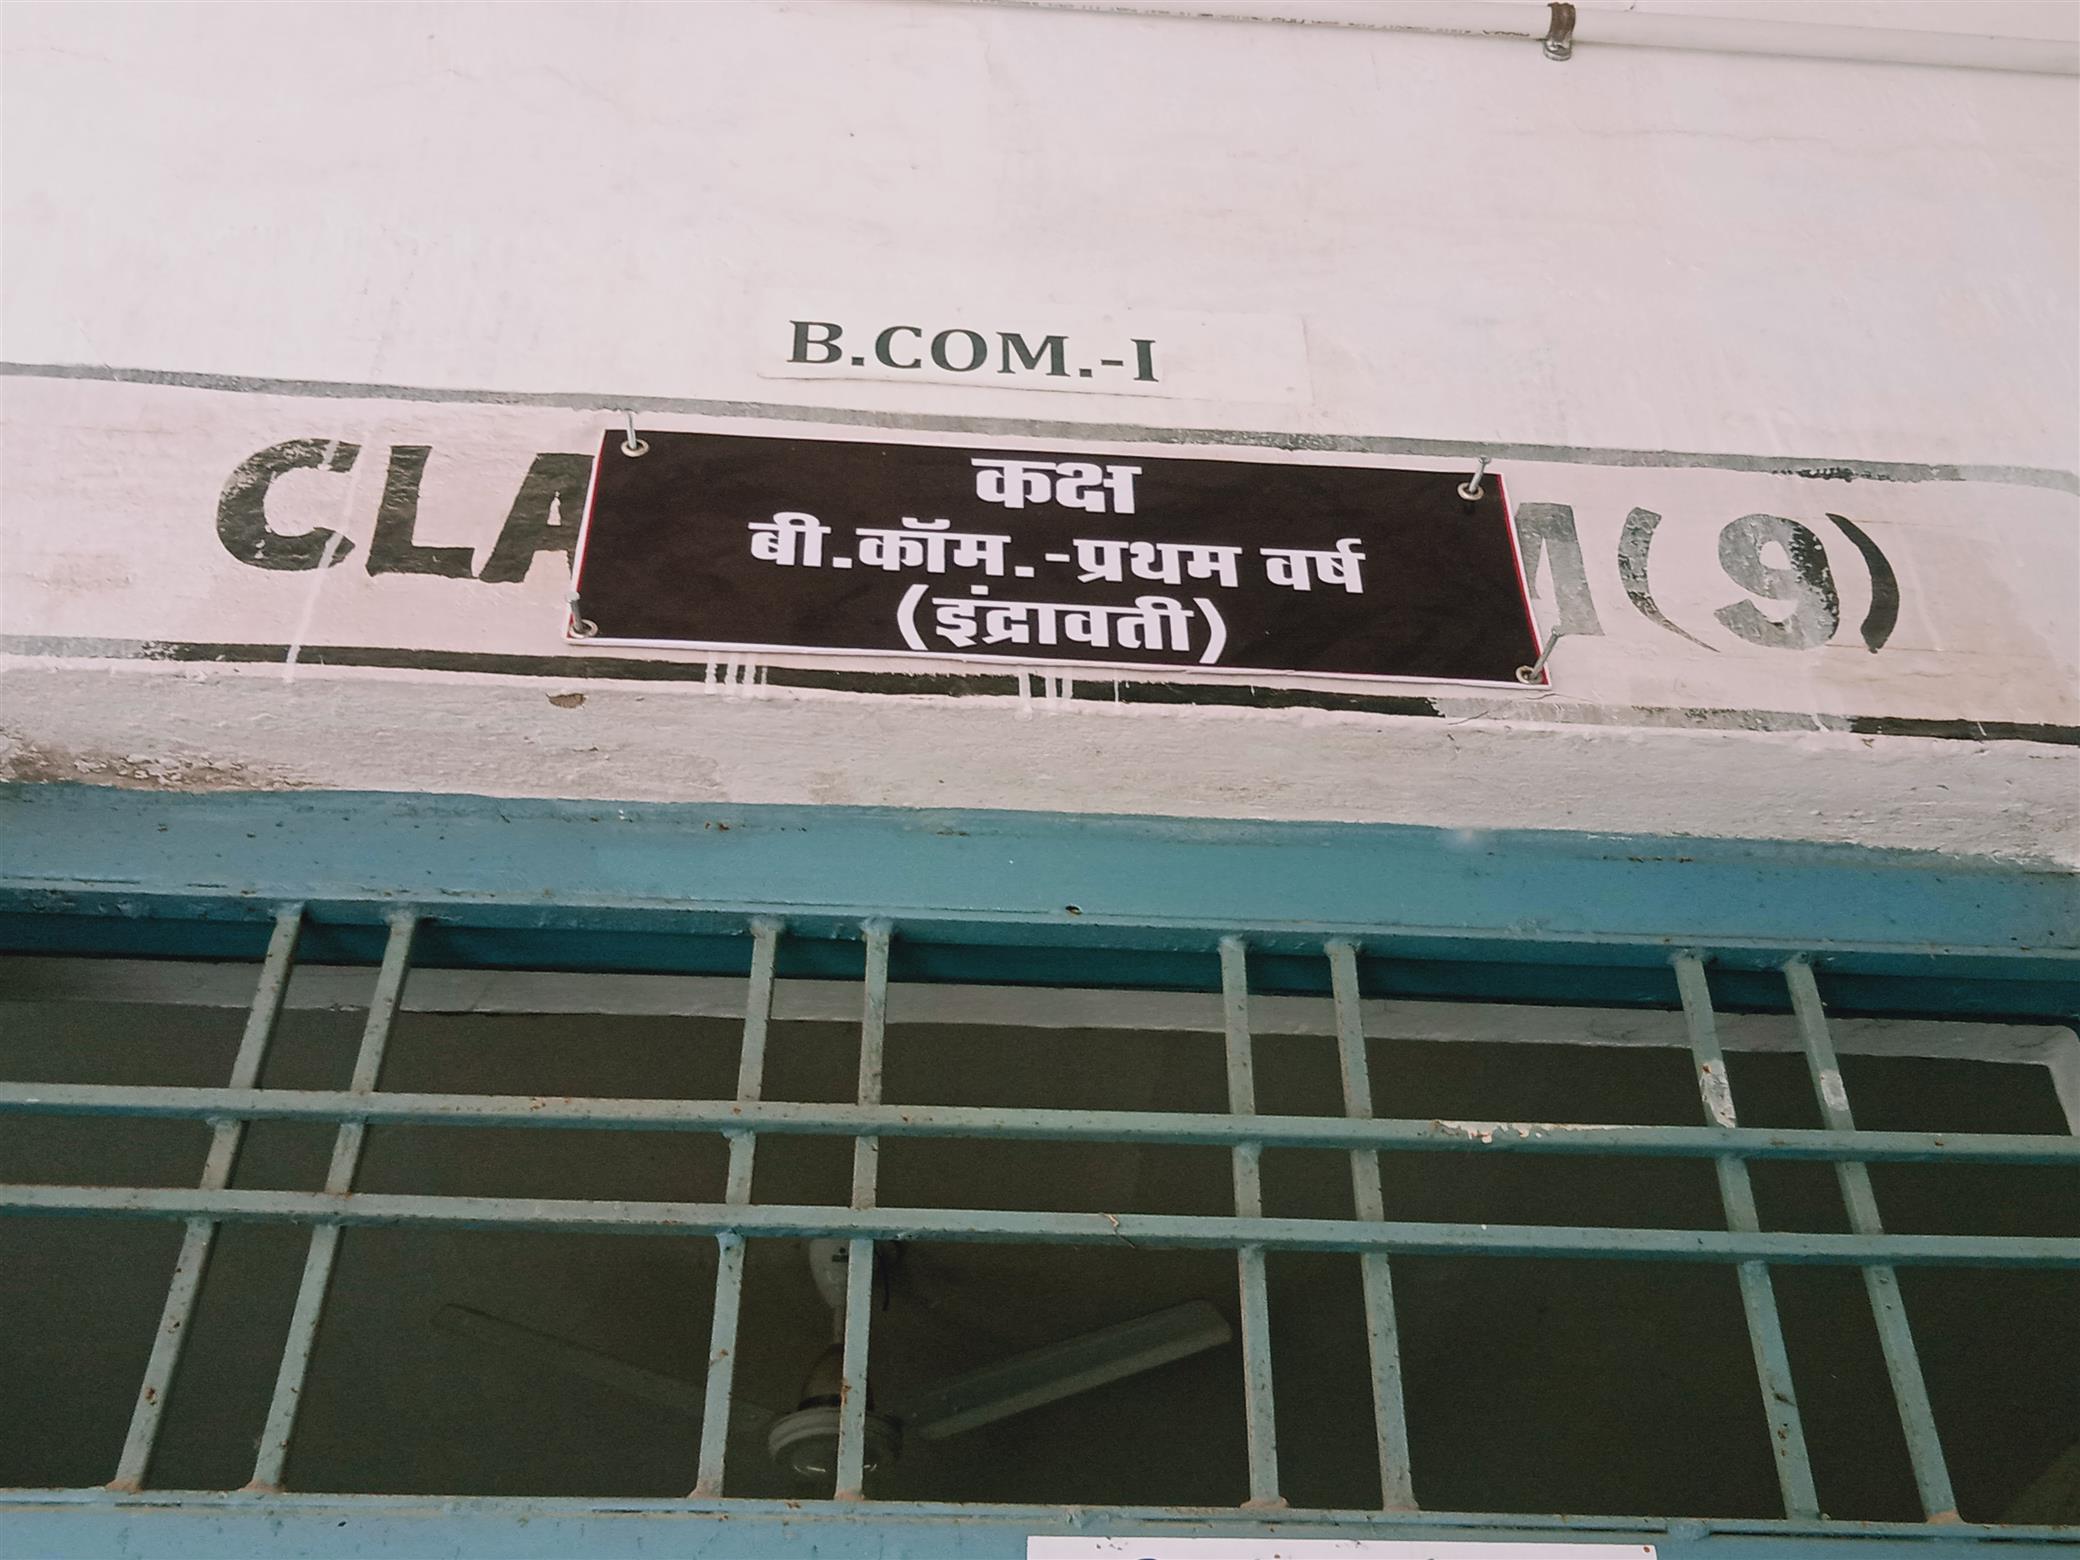 B.COM.-I
कक्ष
बी.कॉम.-प्रथम वर्ष
(इंद्रावती)
CLA M(9)